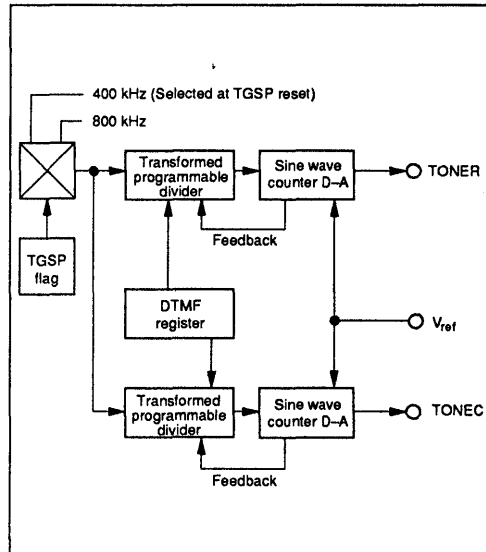 400 kHz (Selected at TGSP reset)
800 kHz
Transformed
programmable
divider
Sine wave
counter D–A
TONER
Feedback
TGSP
flag
DTMF
register
Vref
Transformed
programmable
divider
Sine wave
counter D–A
TONEC
Feedback